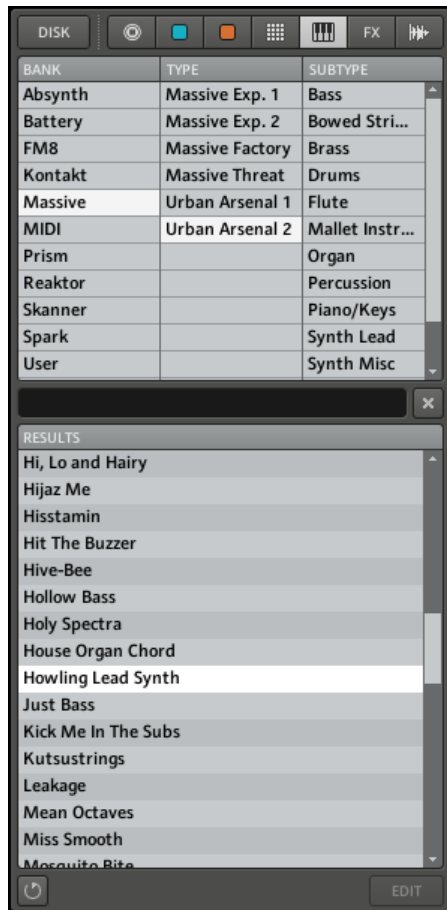 DISK
FX
BANK TYPE SUBTYPE
Absynth Massive Exp. 1 Bass
Battery Massive Exp. 2 Bowed Stri...
FM8 Massive Factory Brass
Kontakt Massive Threat Drums
Massive Urban Arsenal 1 Flute
MIDI Urban Arsenal 2 Mallet Instr...
Prism Organ
Reaktor Percussion
Skanner Piano/Keys
Spark Synth Lead
User Synth Misc
RESULTS
Hi, Lo and Hairy
Hijaz Me
Hisstamin
Hit The Buzzer
Hive-Bee
Hollow Bass
Holy Spectra
House Organ Chord
Howling Lead Synth
Just Bass
Kick Me In The Subs
Kutsustrings
Leakage
Mean Octaves
Miss Smooth
Mosquito Bite
EDIT